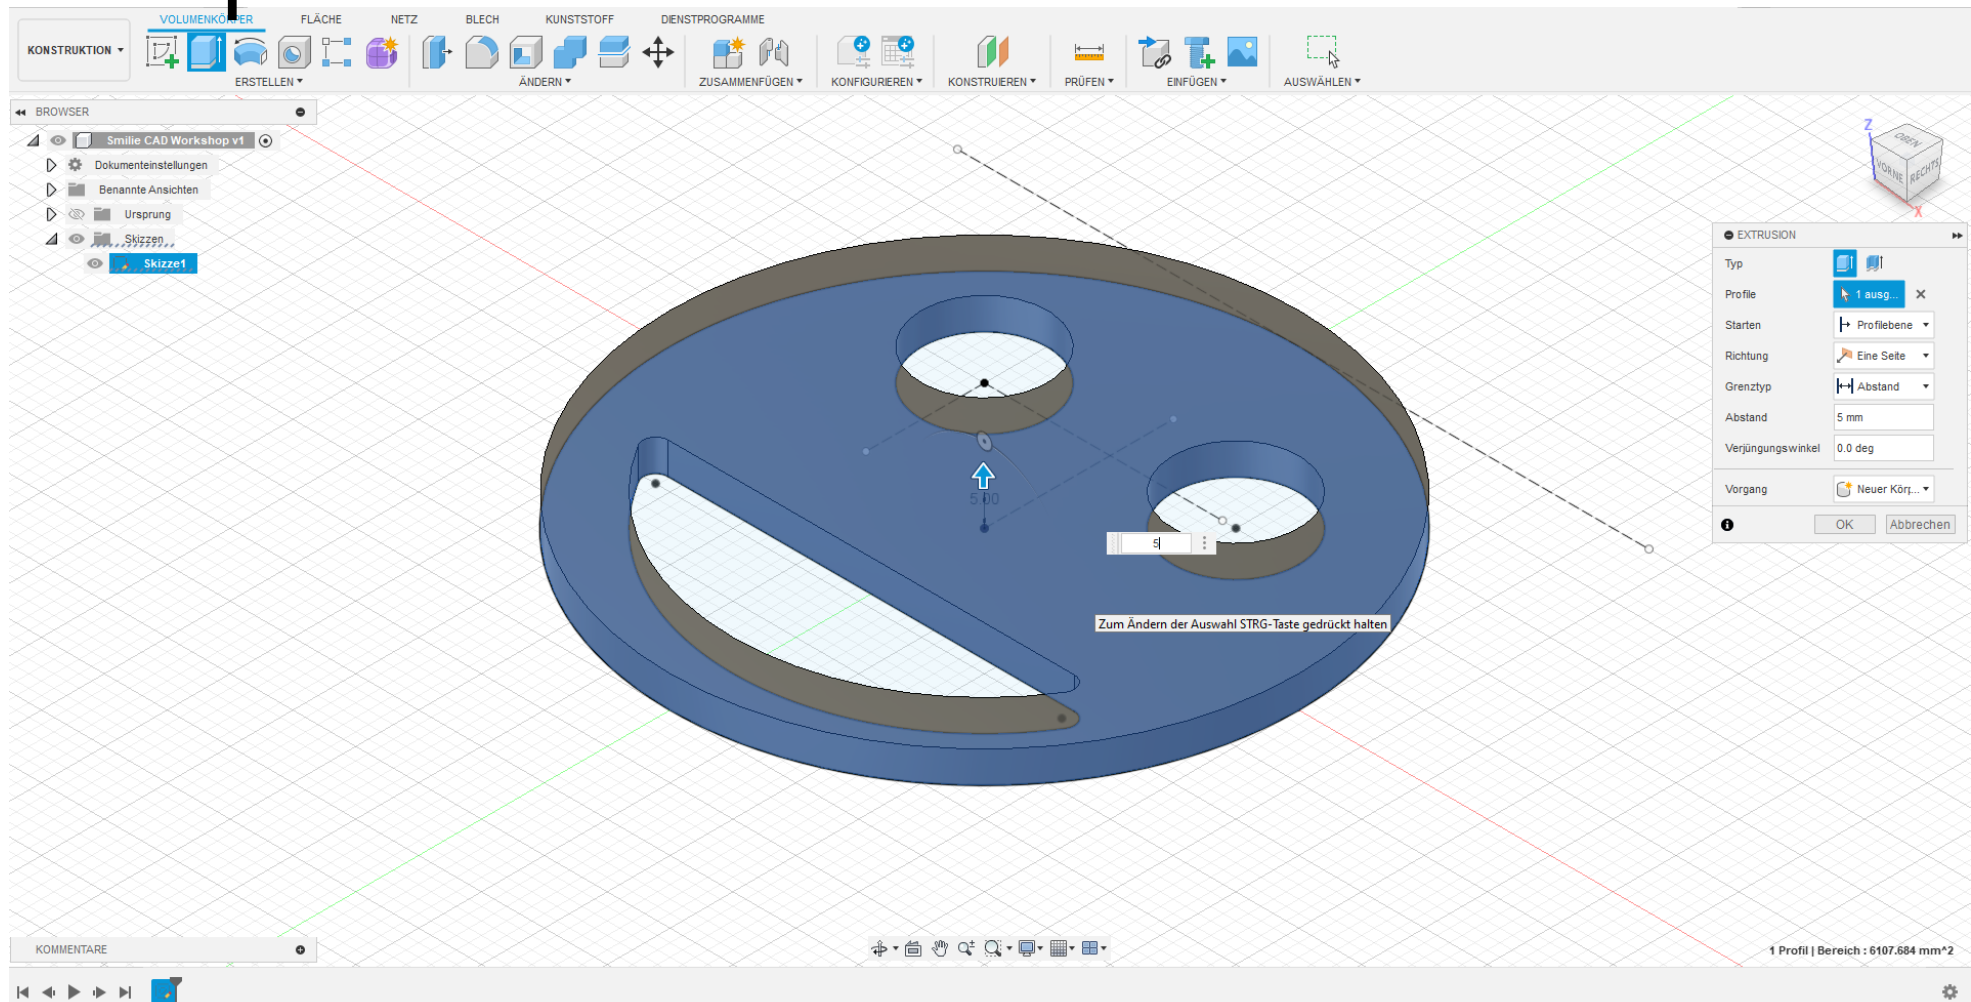 VOLUMENKÖRPER FLÄCHE NETZ BLECH KUNSTSTOFF DIENSTPROGRAMME
KONSTRUKTION
ERSTELLEN ÄNDERN ZUSAMMENFÜGEN KONFIGURIEREN KONSTRUIEREN PRÜFEN EINFÜGEN AUSWÄHLEN
BROWSER
Smilie CAD Workshop v1
Dokumenteinstellungen
Benannte Ansichten
Ursprung
Skizzen
Skizze1
Z
OBEN
VORNE RECHTS
X
EXTRUSION
Typ
Profile 1 ausg...
Starten Profilebene
Richtung Eine Seite
Grenztyp Abstand
Abstand 5 mm
Verjüngungswinkel 0.0 deg
Vorgang Neuer Körp...
OK Abbrechen
5.00
5
Zum Ändern der Auswahl STRG-Taste gedrückt halten
KOMMENTARE
1 Profil | Bereich : 6107.684 mm^2